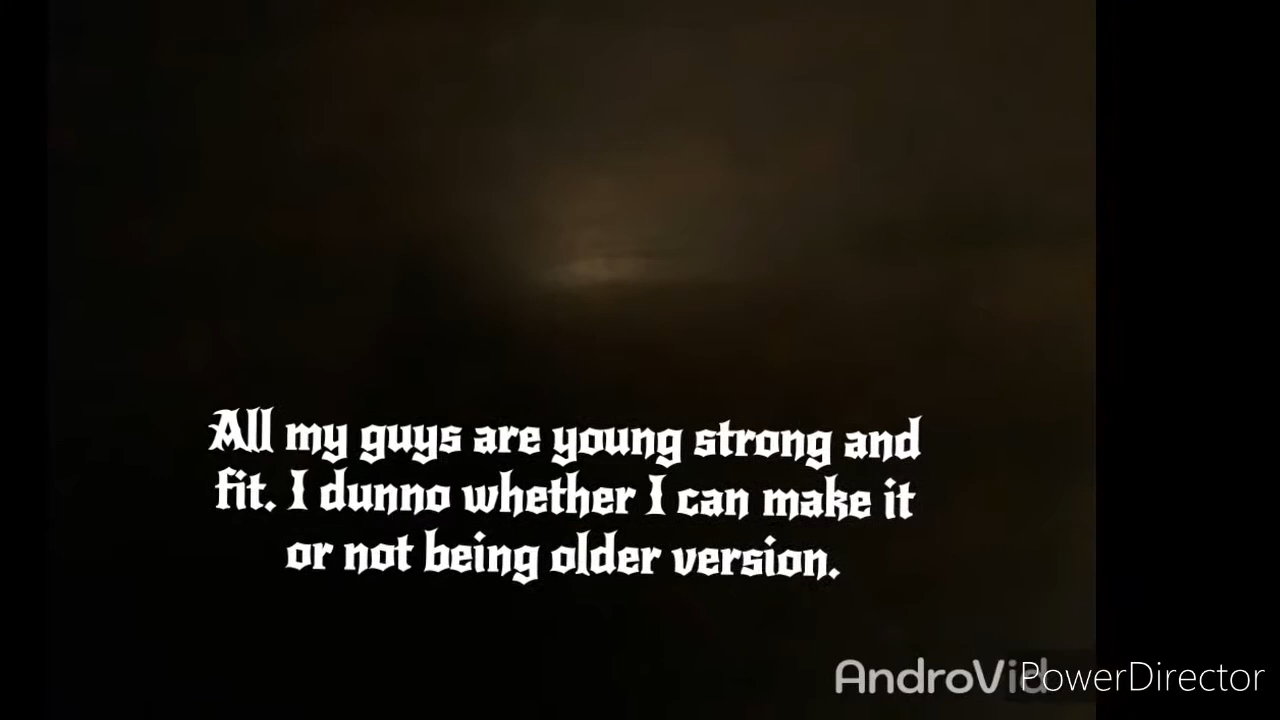 All my guys are young strong and
fit. I dunno whether I can make it
or not being older version.
AndroVid
PowerDirector